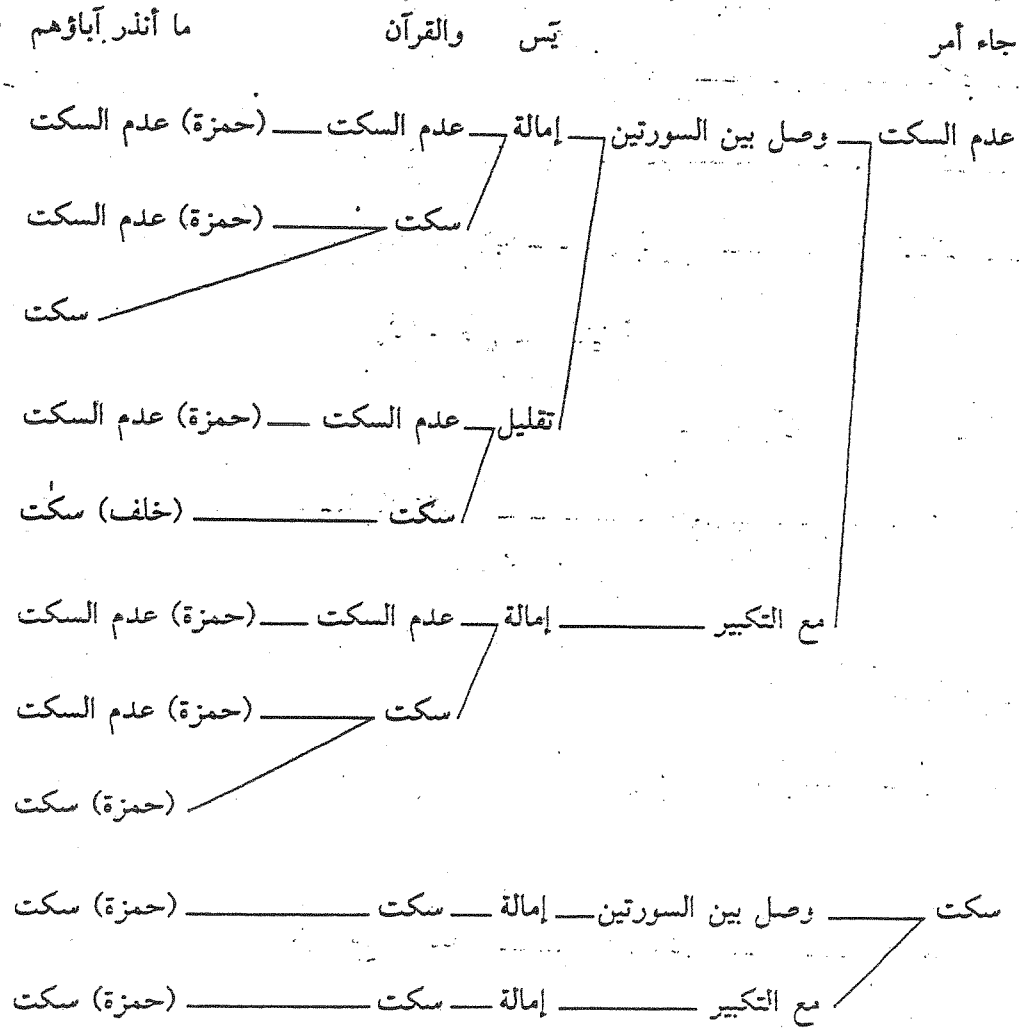 جاء أمر يَس والقرآن ما أنذر آباؤهم
عدم السكت وصل بين السورتين إمالة عدم السكت (حمزة) عدم السكت
سكت (حمزة) عدم السكت
سكت
تقليل عدم السكت (حمزة) عدم السكت
سكت (خلف) سكت
مع التكبير إمالة عدم السكت (حمزة) عدم السكت
سكت (حمزة) عدم السكت
(حمزة) سكت
سكت وصل بين السورتين إمالة سكت (حمزة) سكت
مع التكبير إمالة سكت (حمزة) سكت